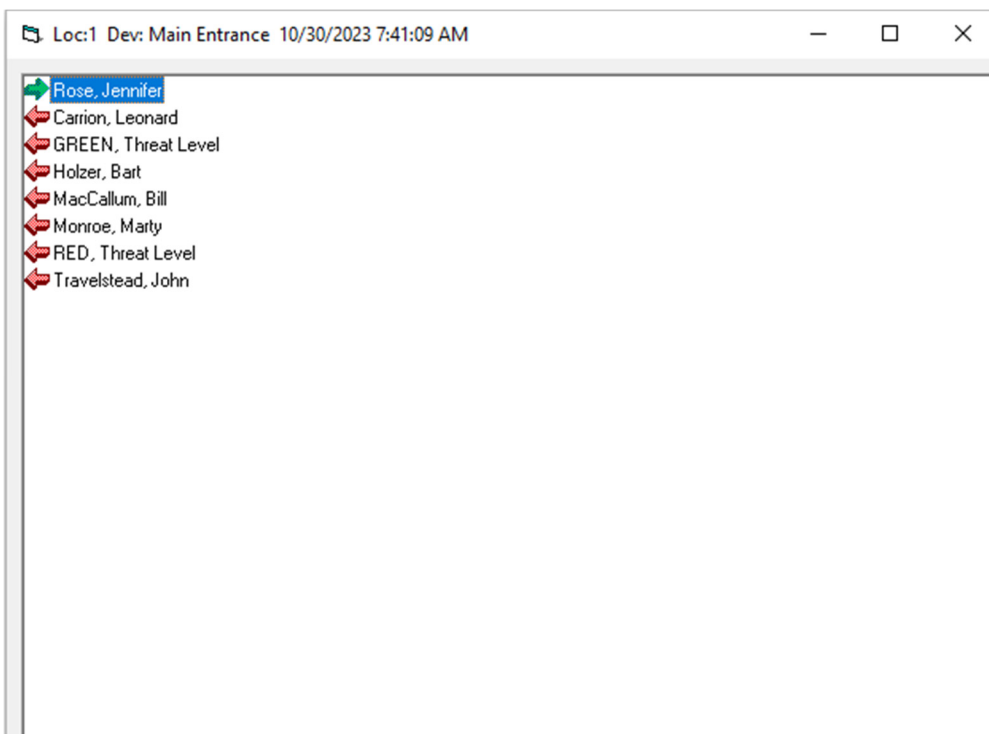 Loc:1 Dev: Main Entrance 10/30/2023 7:41:09 AM
Rose, Jennifer
Carrion, Leonard
GREEN, Threat Level
Holzer, Bart
MacCallum, Bill
Monroe, Marty
RED, Threat Level
Travelstead, John